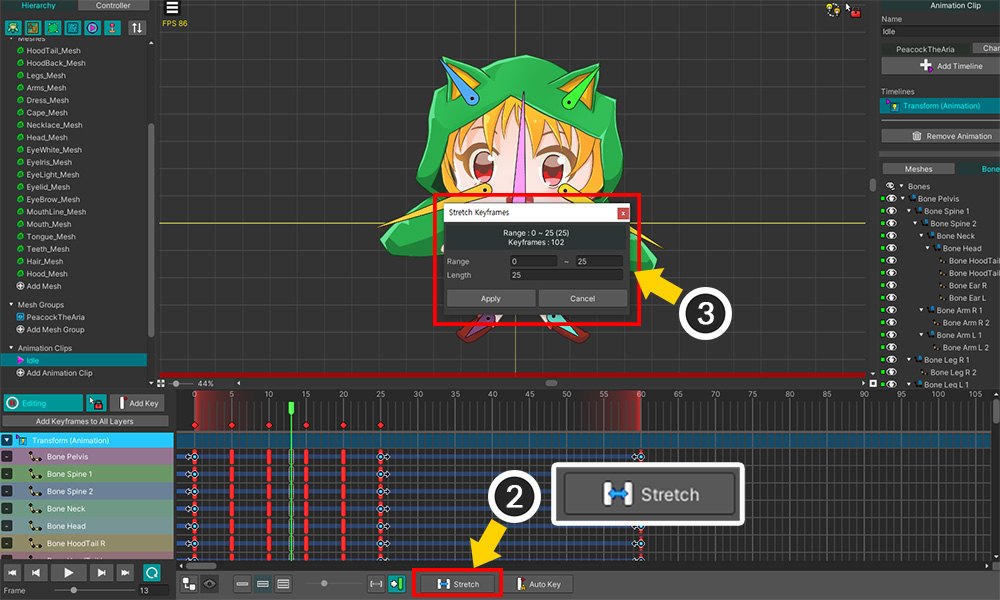 Hierarchy
Controller
Meshes
HoodTail_Mesh
HoodBack_Mesh
Legs_Mesh
Arms_Mesh
Dress_Mesh
Cape_Mesh
Necklace_Mesh
Head_Mesh
EyeWhite_Mesh
EyeIris_Mesh
EyeLight_Mesh
Eyelid_Mesh
EyeBrow_Mesh
MouthLine_Mesh
Mouth_Mesh
Tongue_Mesh
Teeth_Mesh
Hair_Mesh
Hood_Mesh
Add Mesh
Mesh Groups
PeacockTheAria
Add Mesh Group
Animation Clips
Idle
Add Animation Clip
FPS 86
44%
Stretch Keyframes
x
Range : 0 ~ 25 (25)
Keyframes : 102
Range 0 ~ 25
Length 25
Apply Cancel
3
Animation Clip
Name
Idle
PeacockTheAria
Add Timeline
Timelines
Transform (Animation)
Remove Animation
Meshes
Bones
Bone Pelvis
Bone Spine 1
Bone Spine 2
Bone Neck
Bone Head
Bone Ear R
Bone Ear L
Bone Arm R 1
Bone Arm R 2
Bone Arm L 1
Bone Arm L 2
Bone Leg R 1
Bone Leg R 2
Bone Leg L 1
Editing
Add Key
Add Keyframes to All Layers
0 5 10 15 20 25 30 35 40 45 50 55 60 65 70 75 80 85 90 95 100 105
Transform (Animation)
Bone Pelvis
Bone Spine 1
Bone Spine 2
Bone Neck
Bone Head
Bone HoodTail R
2
Stretch
Frame 13
Stretch
Auto Key